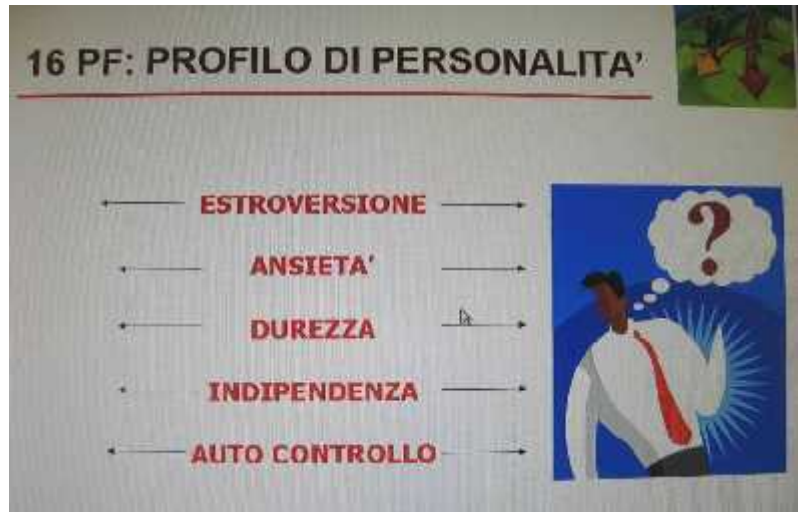 16 PF: PROFILO DI PERSONALITA'
ESTROVERSIONE
ANSIETA'
DUREZZA
INDIPENDENZA
AUTO CONTROLLO
?